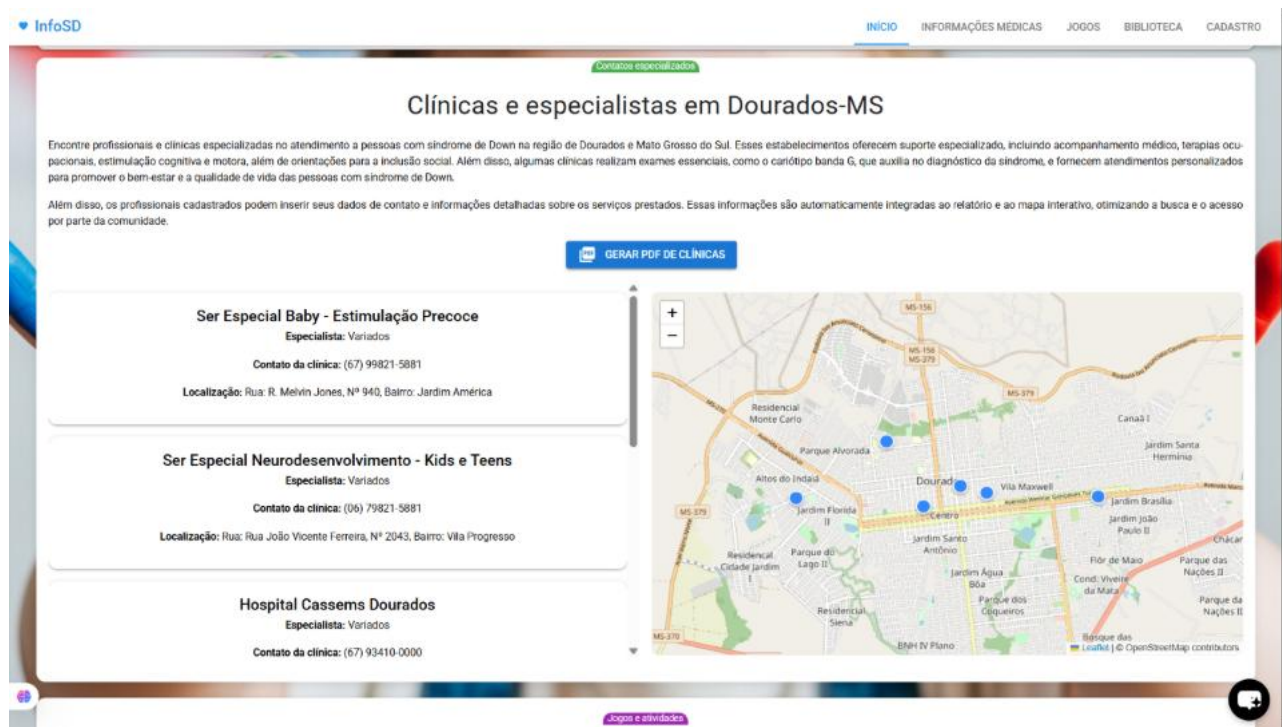 InfoSD
INÍCIO
INFORMAÇÕES MÉDICAS
JOGOS
BIBLIOTECA
CADASTRO
Contatos especializados
Clínicas e especialistas em Dourados-MS
Encontre profissionais e clínicas especializadas no atendimento a pessoas com síndrome de Down na região de Dourados e Mato Grosso do Sul. Esses estabelecimentos oferecem suporte especializado, incluindo acompanhamento médico, terapias ocu-
pacionais, estimulação cognitiva e motora, além de orientações para a inclusão social. Além disso, algumas clínicas realizam exames essenciais, como o cariótipo banda G, que auxilia no diagnóstico da síndrome, e fornecem atendimentos personalizados
para promover o bem-estar e a qualidade de vida das pessoas com síndrome de Down.
Além disso, os profissionais cadastrados podem inserir seus dados de contato e informações detalhadas sobre os serviços prestados. Essas informações são automaticamente integradas ao relatório e ao mapa interativo, otimizando a busca e o acesso
por parte da comunidade.
PDF GERAR PDF DE CLÍNICAS
Ser Especial Baby - Estimulação Precoce
Especialista: Variados
Contato da clínica: (67) 99821-5881
Localização: Rua: R. Melvin Jones, Nº 940, Bairro: Jardim América
Ser Especial Neurodesenvolvimento - Kids e Teens
Especialista: Variados
Contato da clínica: (06) 79821-5881
Localização: Rua: Rua João Vicente Ferreira, Nº 2043, Bairro: Vila Progresso
Hospital Cassems Dourados
Especialista: Variados
Contato da clínica: (67) 93410-0000
+
−
MS-156
MS-156
MS-379
MS-379
Residencial
Monte Carlo
Canaã I
Parque Alvorada
Jardim Santa
Hermínia
Altos do Indaiá
Dourad
Vila Maxwell
MS-379
Jardim Flórida
II
Centro
Jardim Brasília
Jardim João
Paulo II
Jardim Santo
Antônio
Chácar
Residencal
Cidade Jardim
I
Parque do
Lago II
Flôr de Maio
Parque das
Nações II
Jardim Água
Bôa
Cond. Viveire
da Mata
Parque dos
Coqueiros
Parque da
Nações II
Residencial
Siena
MS-370
BNH IV Plano
Bosque das
Leaflet | © OpenStreetMap contributors
Jogos e atividades